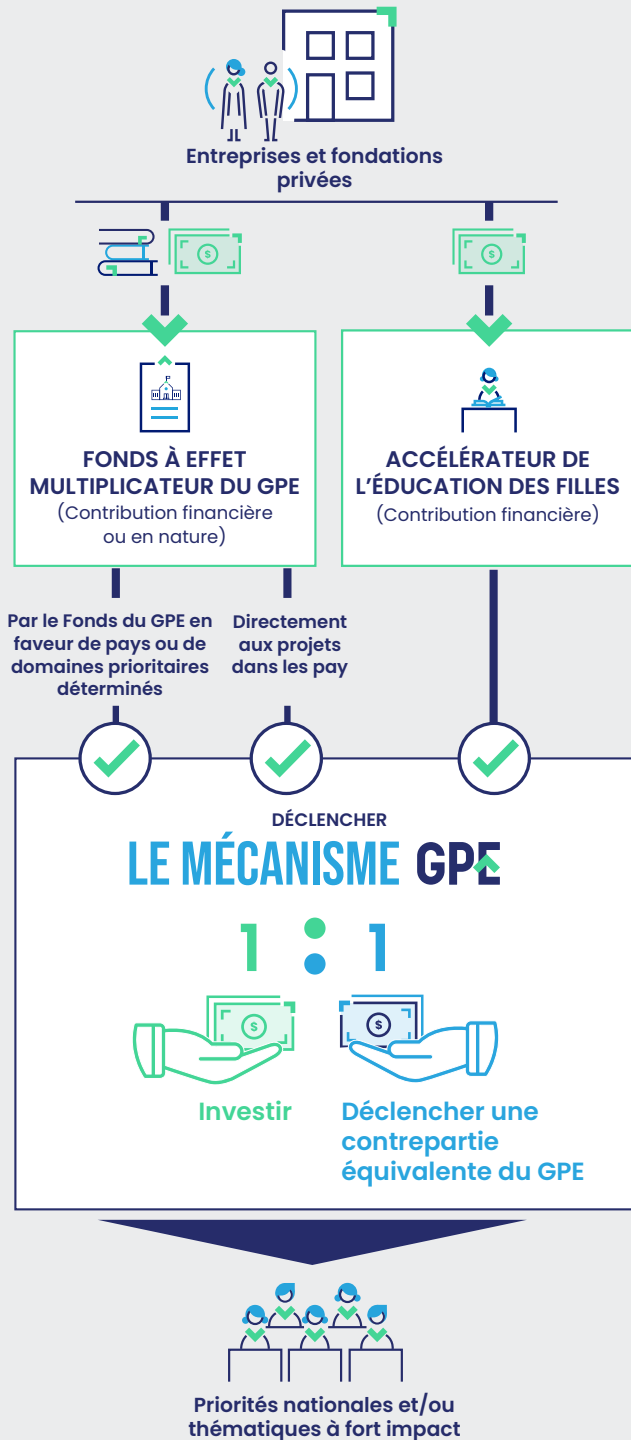 Entreprises et fondations
privées
$
$
FONDS À EFFET
MULTIPLICATEUR DU GPE
(Contribution financière
ou en nature)
ACCÉLÉRATEUR DE
L'ÉDUCATION DES FILLES
(Contribution financière)
Par le Fonds du GPE en
faveur de pays ou de
domaines prioritaires
déterminés
Directement
aux projets
dans les pay
DÉCLENCHER
LE MÉCANISME GPE
1 : 1
$
$
Investir
Déclencher une
contrepartie
équivalente du GPE
Priorités nationales et/ou
thématiques à fort impact